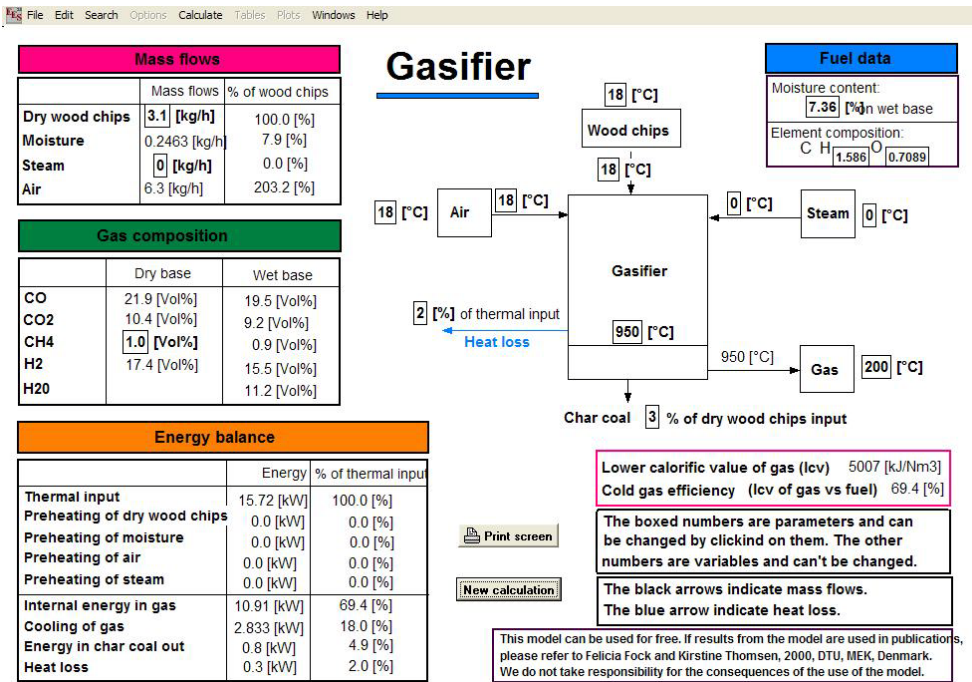 EES File Edit Search Options Calculate Tables Plots Windows Help
Mass flows
Mass flows % of wood chips
Dry wood chips 3.1 [kg/h] 100.0 [%]
Moisture 0.2463 [kg/h] 7.9 [%]
Steam 0 [kg/h] 0.0 [%]
Air 6.3 [kg/h] 203.2 [%]
Gas composition
Dry base Wet base
CO 21.9 [Vol%] 19.5 [Vol%]
CO2 10.4 [Vol%] 9.2 [Vol%]
CH4 1.0 [Vol%] 0.9 [Vol%]
H2 17.4 [Vol%] 15.5 [Vol%]
H20 11.2 [Vol%]
Energy balance
Energy % of thermal input
Thermal input 15.72 [kW] 100.0 [%]
Preheating of dry wood chips 0.0 [kW] 0.0 [%]
Preheating of moisture 0.0 [kW] 0.0 [%]
Preheating of air 0.0 [kW] 0.0 [%]
Preheating of steam 0.0 [kW] 0.0 [%]
Internal energy in gas 10.91 [kW] 69.4 [%]
Cooling of gas 2.833 [kW] 18.0 [%]
Energy in char coal out 0.8 [kW] 4.9 [%]
Heat loss 0.3 [kW] 2.0 [%]
Gasifier
18 [°C]
Wood chips
18 [°C]
18 [°C] Air 18 [°C]
0 [°C] Steam 0 [°C]
Gasifier
2 [%] of thermal input
Heat loss
950 [°C]
950 [°C] Gas 200 [°C]
Char coal 3 % of dry wood chips input
Fuel data
Moisture content:
7.36 [%] on wet base
Element composition:
C H 1.586 O 0.7089
Lower calorific value of gas (lcv) 5007 [kJ/Nm3]
Cold gas efficiency (lcv of gas vs fuel) 69.4 [%]
Print screen
New calculation
The boxed numbers are parameters and can
be changed by clickind on them. The other
numbers are variables and can't be changed.
The black arrows indicate mass flows.
The blue arrow indicate heat loss.
This model can be used for free. If results from the model are used in publications,
please refer to Felicia Fock and Kirstine Thomsen, 2000, DTU, MEK, Denmark.
We do not take responsibility for the consequences of the use of the model.